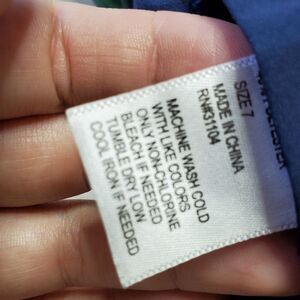 SIZE 7
MADE IN CHINA
RN#31104
MACHINE WASH COLD
WITH LIKE COLORS
ONLY NON-CHLORINE
BLEACH IF NEEDED
TUMBLE DRY LOW
COOL IRON IF NEEDED